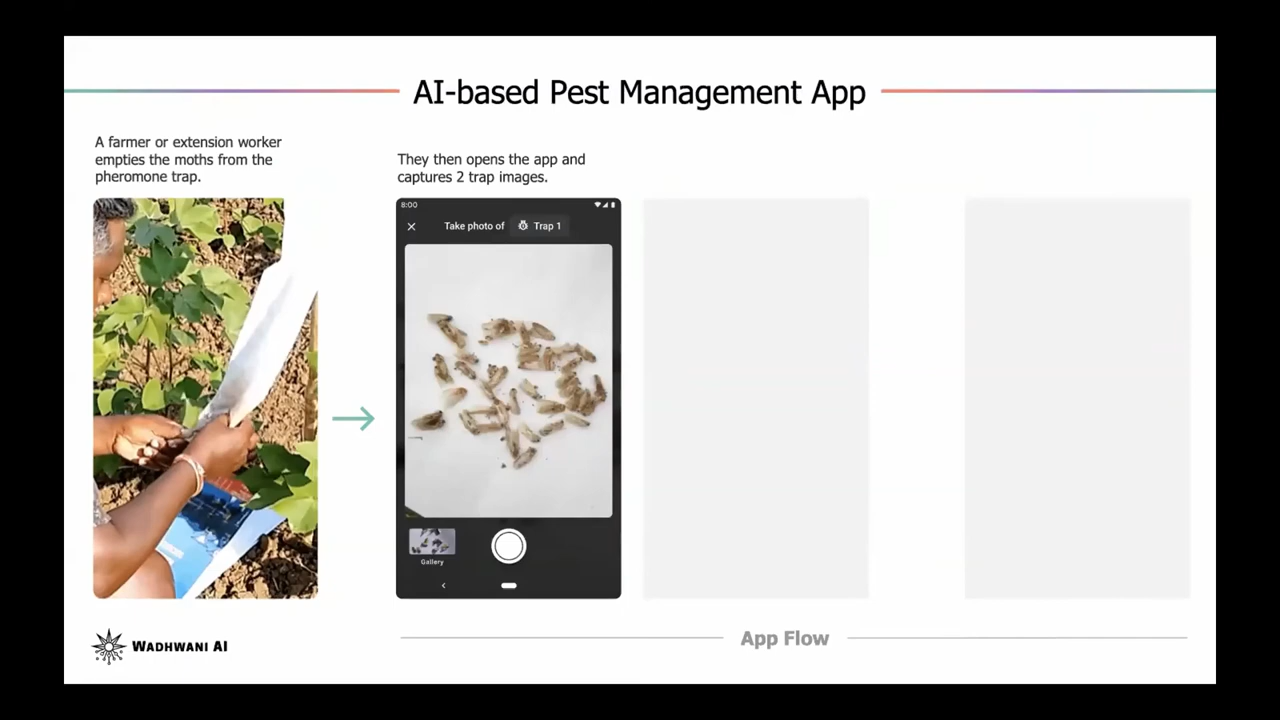 AI-based Pest Management App
A farmer or extension worker
empties the moths from the
pheromone trap.
They then opens the app and
captures 2 trap images.
8:00
Take photo of Trap 1
Gallery
App Flow
WADHWANI AI